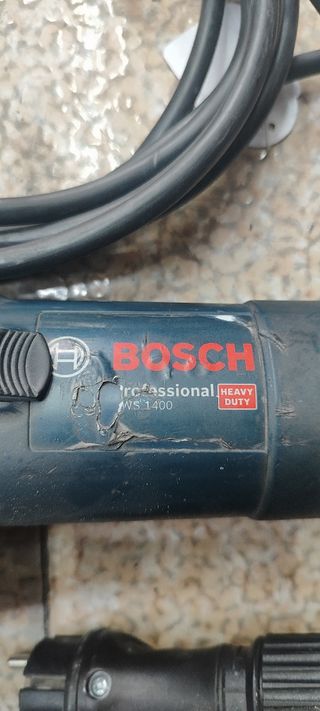 BOSCH
rofessional
HEAVY
DUTY
WS 1400